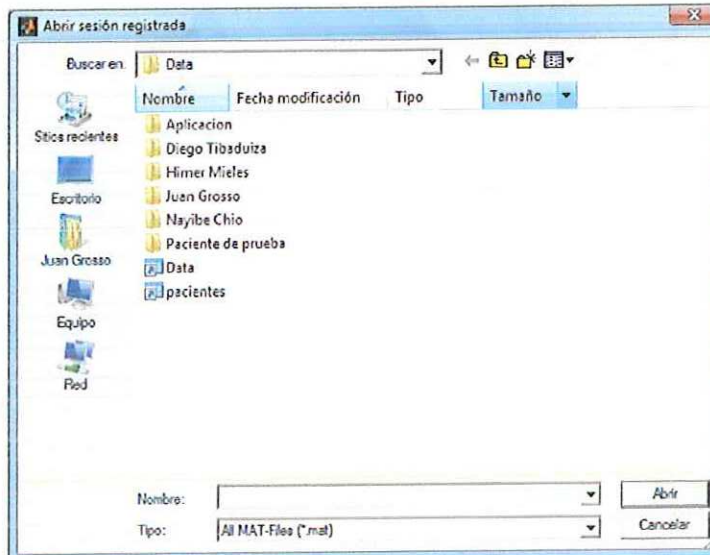 Abrir sesión registrada
Buscar en: Data
Nombre Fecha modificación Tipo Tamaño
Sitios recientes
Escritorio
Juan Grosso
Equipo
Red
Aplicacion
Diego Tibaduiza
Himer Mieles
Juan Grosso
Nayibe Chio
Paciente de prueba
Data
pacientes
Nombre:
Abrir
Tipo: All MAT-Files (*.mat)
Cancelar